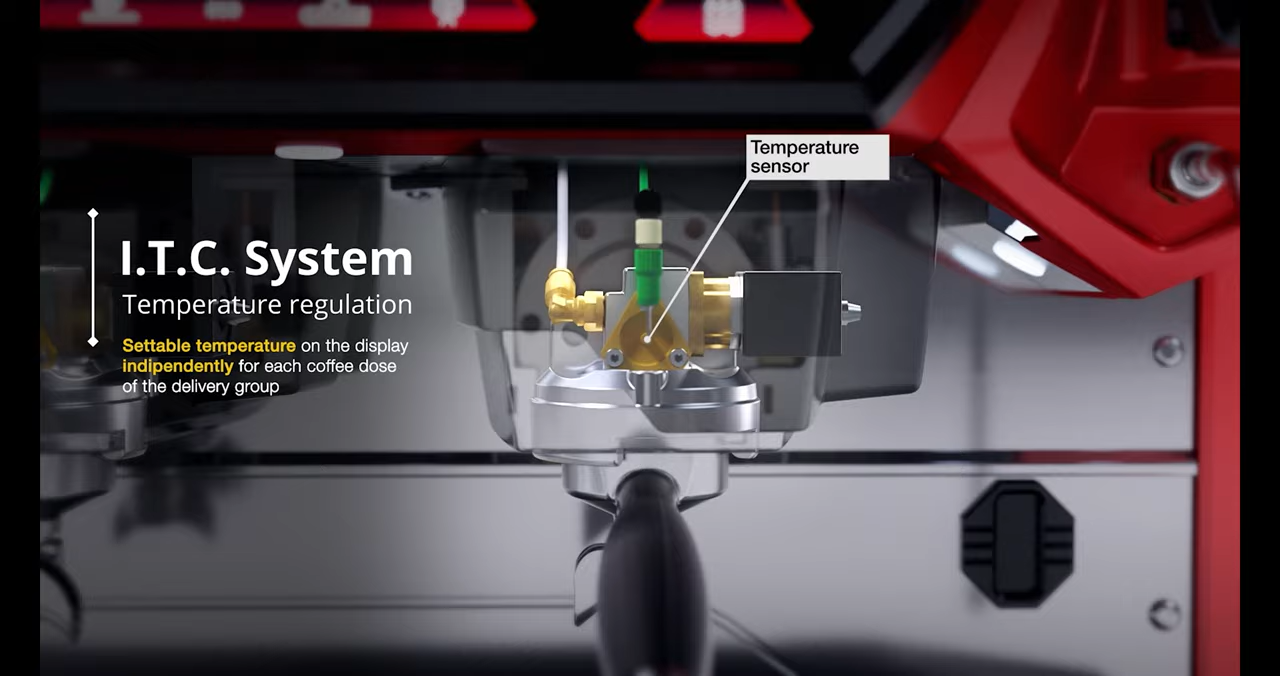 Temperature
sensor
I.T.C. System
Temperature regulation
Settable temperature on the display
indipendently for each coffee dose
of the delivery group